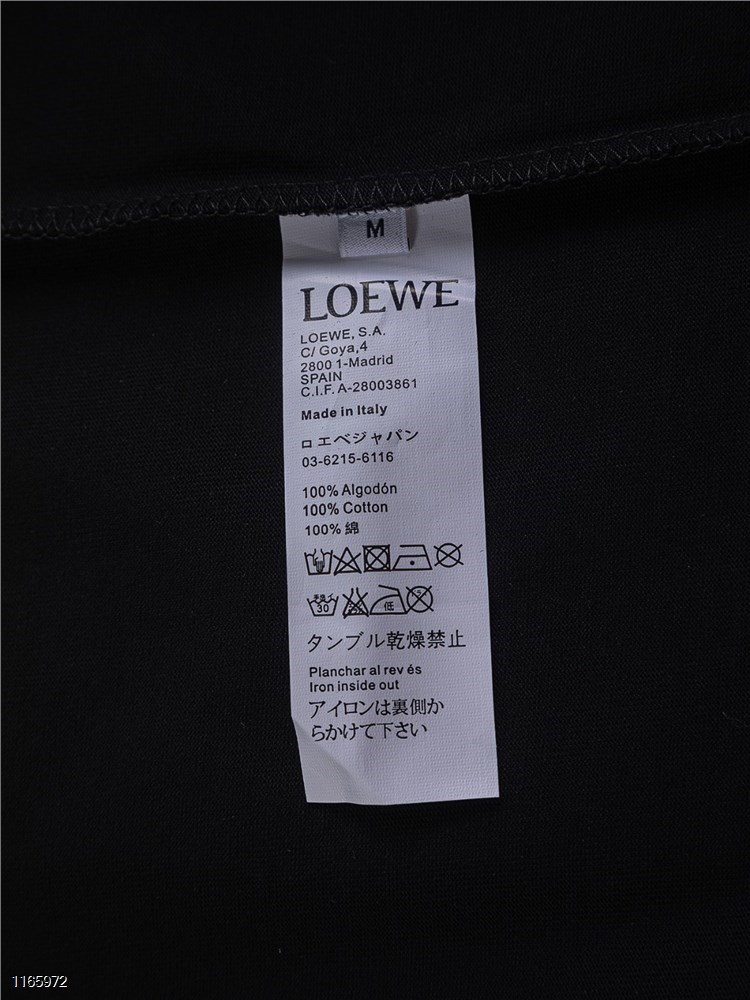 M
LOEWE
LOEWE, S.A.
C/ Goya,4
2800 1-Madrid
SPAIN
C.I.F. A-28003861
Made in Italy
ロエベジャパン
03-6215-6116
100% Algodón
100% Cotton
100% 綿
30
低
タンブル乾燥禁止
Planchar al rev és
Iron inside out
アイロンは裏側か
らかけて下さい
1165972